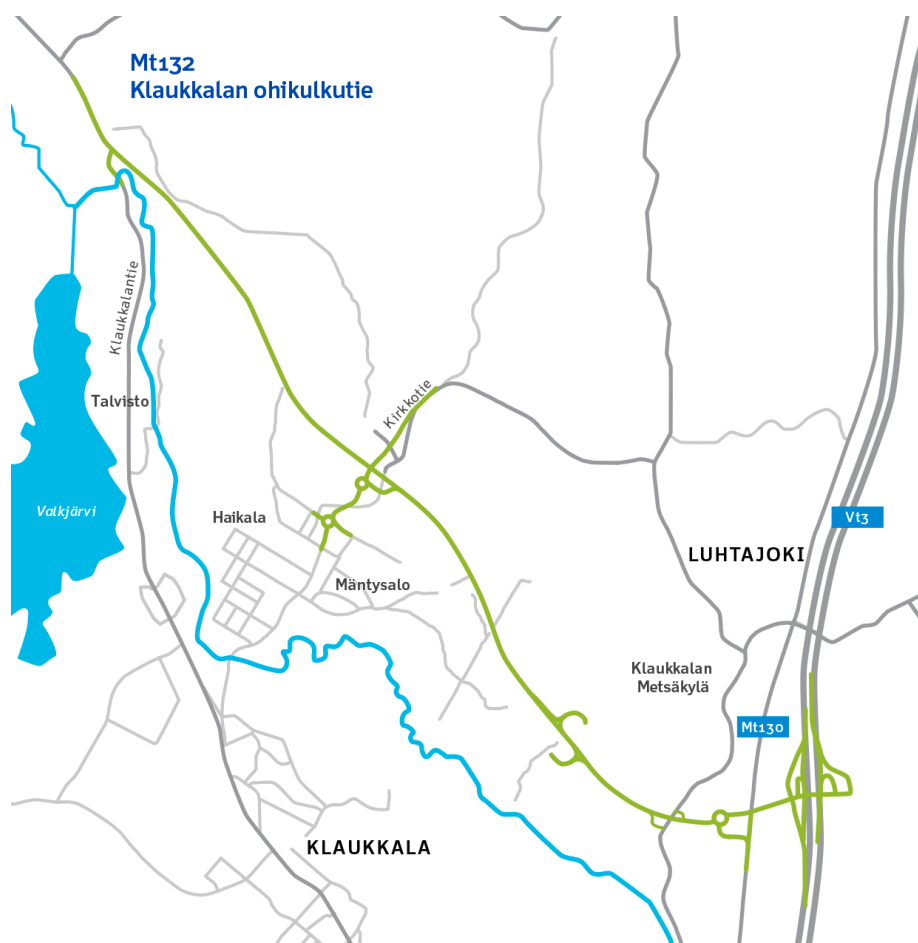 Mt132
Klaukkalan ohikulkutie
Klaukkalantie
Talvisto
Kirkkotie
Valkjärvi
Haikala
Vt3
LUHTAJOKI
Mäntysalo
Klaukkalan
Metsäkylä
Mt130
KLAUKKALA